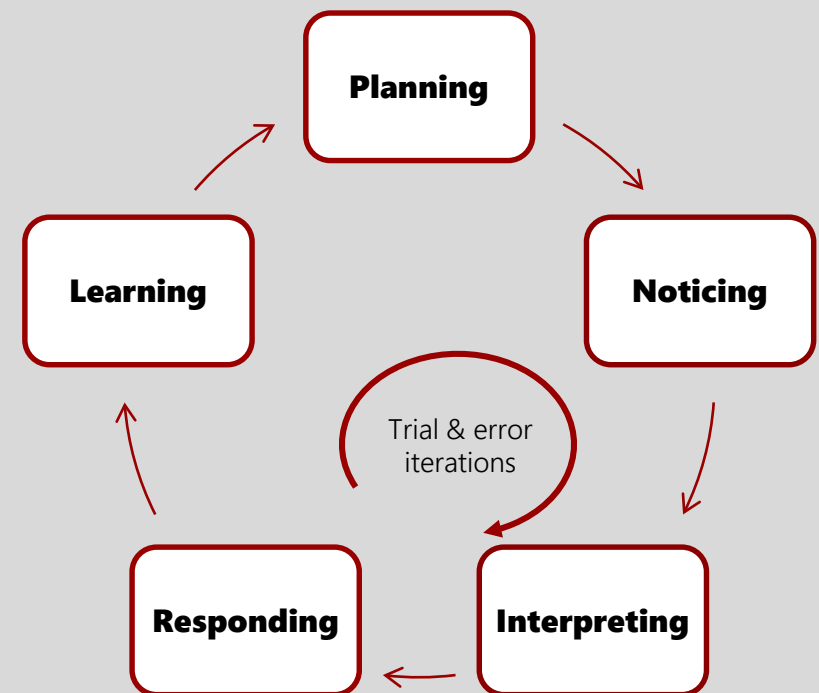 Planning
Noticing
Learning
Trial & error
iterations
Interpreting
Responding